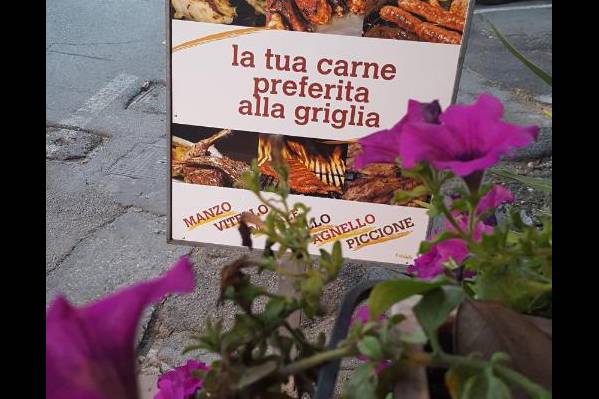 la tua carne
preferita
alla griglia
MANZO
AGNELLO
PICCIONE